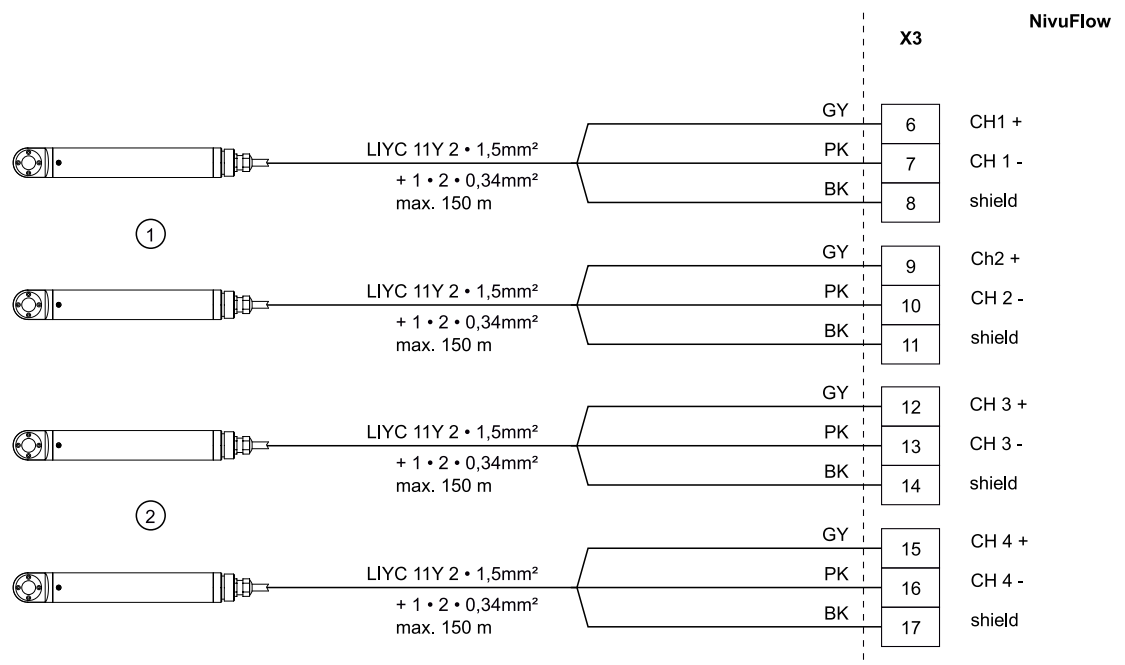 NivuFlow
X3
GY 6 CH1 +
LIYC 11Y 2 • 1,5mm² PK 7 CH 1 -
+ 1 • 2 • 0,34mm² BK 8 shield
max. 150 m
1
GY 9 Ch2 +
LIYC 11Y 2 • 1,5mm² PK 10 CH 2 -
+ 1 • 2 • 0,34mm² BK 11 shield
max. 150 m
GY 12 CH 3 +
LIYC 11Y 2 • 1,5mm² PK 13 CH 3 -
+ 1 • 2 • 0,34mm² BK 14 shield
max. 150 m
2
GY 15 CH 4 +
LIYC 11Y 2 • 1,5mm² PK 16 CH 4 -
+ 1 • 2 • 0,34mm² BK 17 shield
max. 150 m